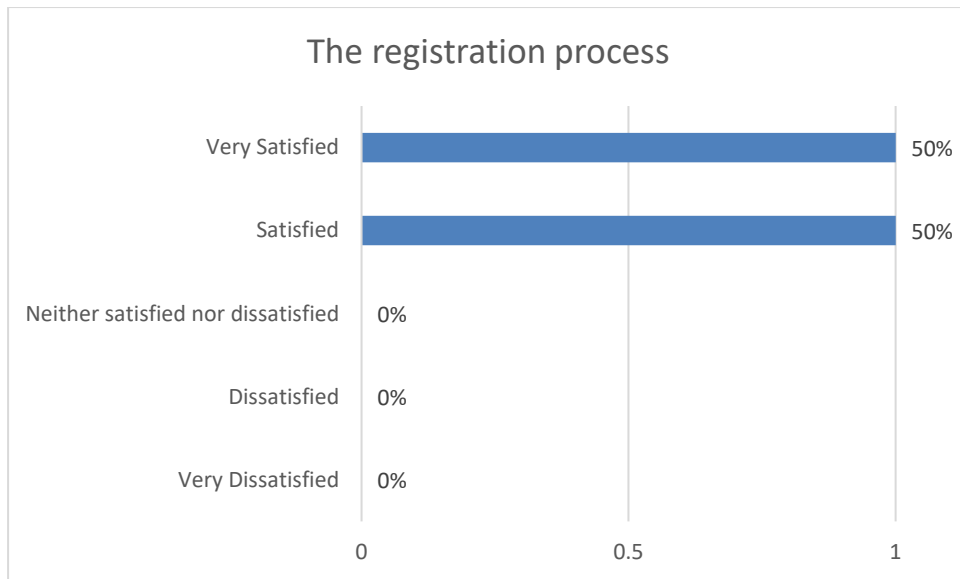 The registration process
Very Satisfied
50%
Satisfied
50%
Neither satisfied nor dissatisfied
0%
Dissatisfied
0%
Very Dissatisfied
0%
0
0.5
1